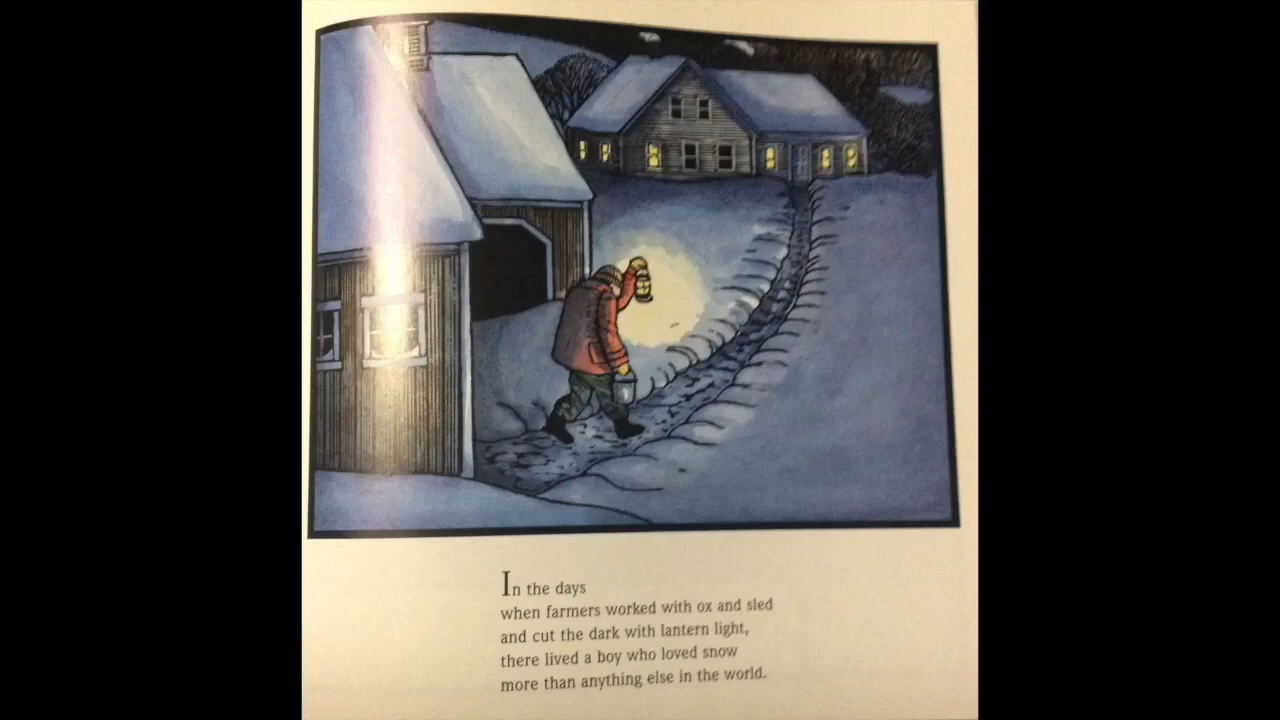 In the days
when farmers worked with ox and sled
and cut the dark with lantern light,
there lived a boy who loved snow
more than anything else in the world.